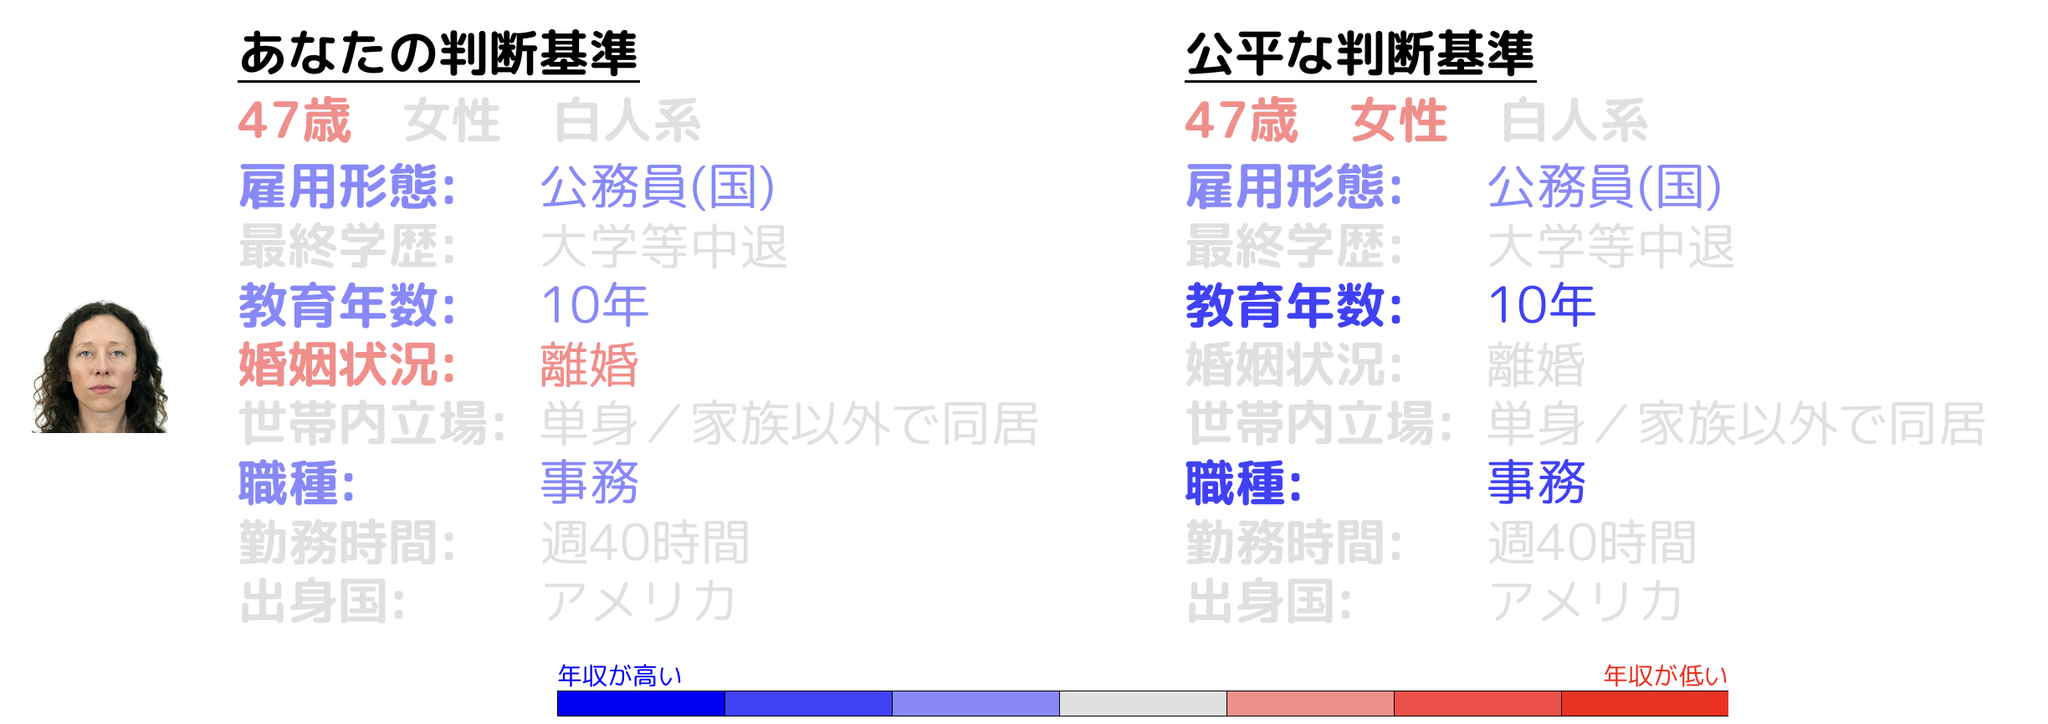 あなたの判断基準
47歳 女性 白人系
雇用形態: 公務員(国)
最終学歴: 大学等中退
教育年数: 10年
婚姻状況: 離婚
世帯内立場: 単身／家族以外で同居
職種: 事務
勤務時間: 週40時間
出身国: アメリカ
公平な判断基準
47歳 女性 白人系
雇用形態: 公務員(国)
最終学歴: 大学等中退
教育年数: 10年
婚姻状況: 離婚
世帯内立場: 単身／家族以外で同居
職種: 事務
勤務時間: 週40時間
出身国: アメリカ
年収が高い
年収が低い